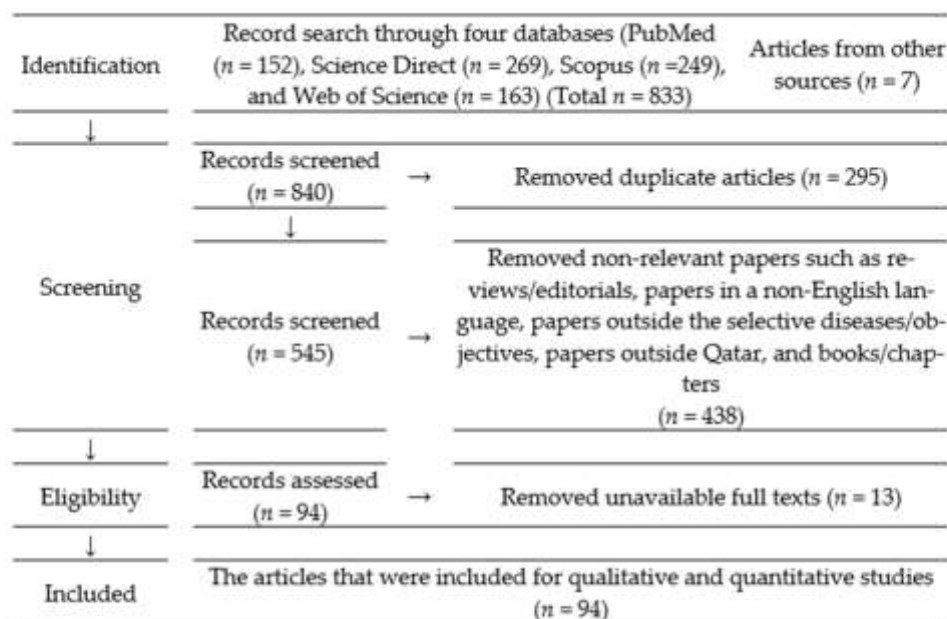 Identification
Record search through four databases (PubMed
(n = 152), Science Direct (n = 269), Scopus (n =249),
and Web of Science (n = 163) (Total n = 833)
Articles from other
sources (n = 7)
↓
Screening
Records screened
(n = 840)
→
Removed duplicate articles (n = 295)
↓
Records screened
(n = 545)
→
Removed non-relevant papers such as re-
views/editorials, papers in a non-English lan-
guage, papers outside the selective diseases/ob-
jectives, papers outside Qatar, and books/chap-
ters
(n = 438)
↓
Eligibility
Records assessed
(n = 94)
→
Removed unavailable full texts (n = 13)
↓
Included
The articles that were included for qualitative and quantitative studies
(n = 94)